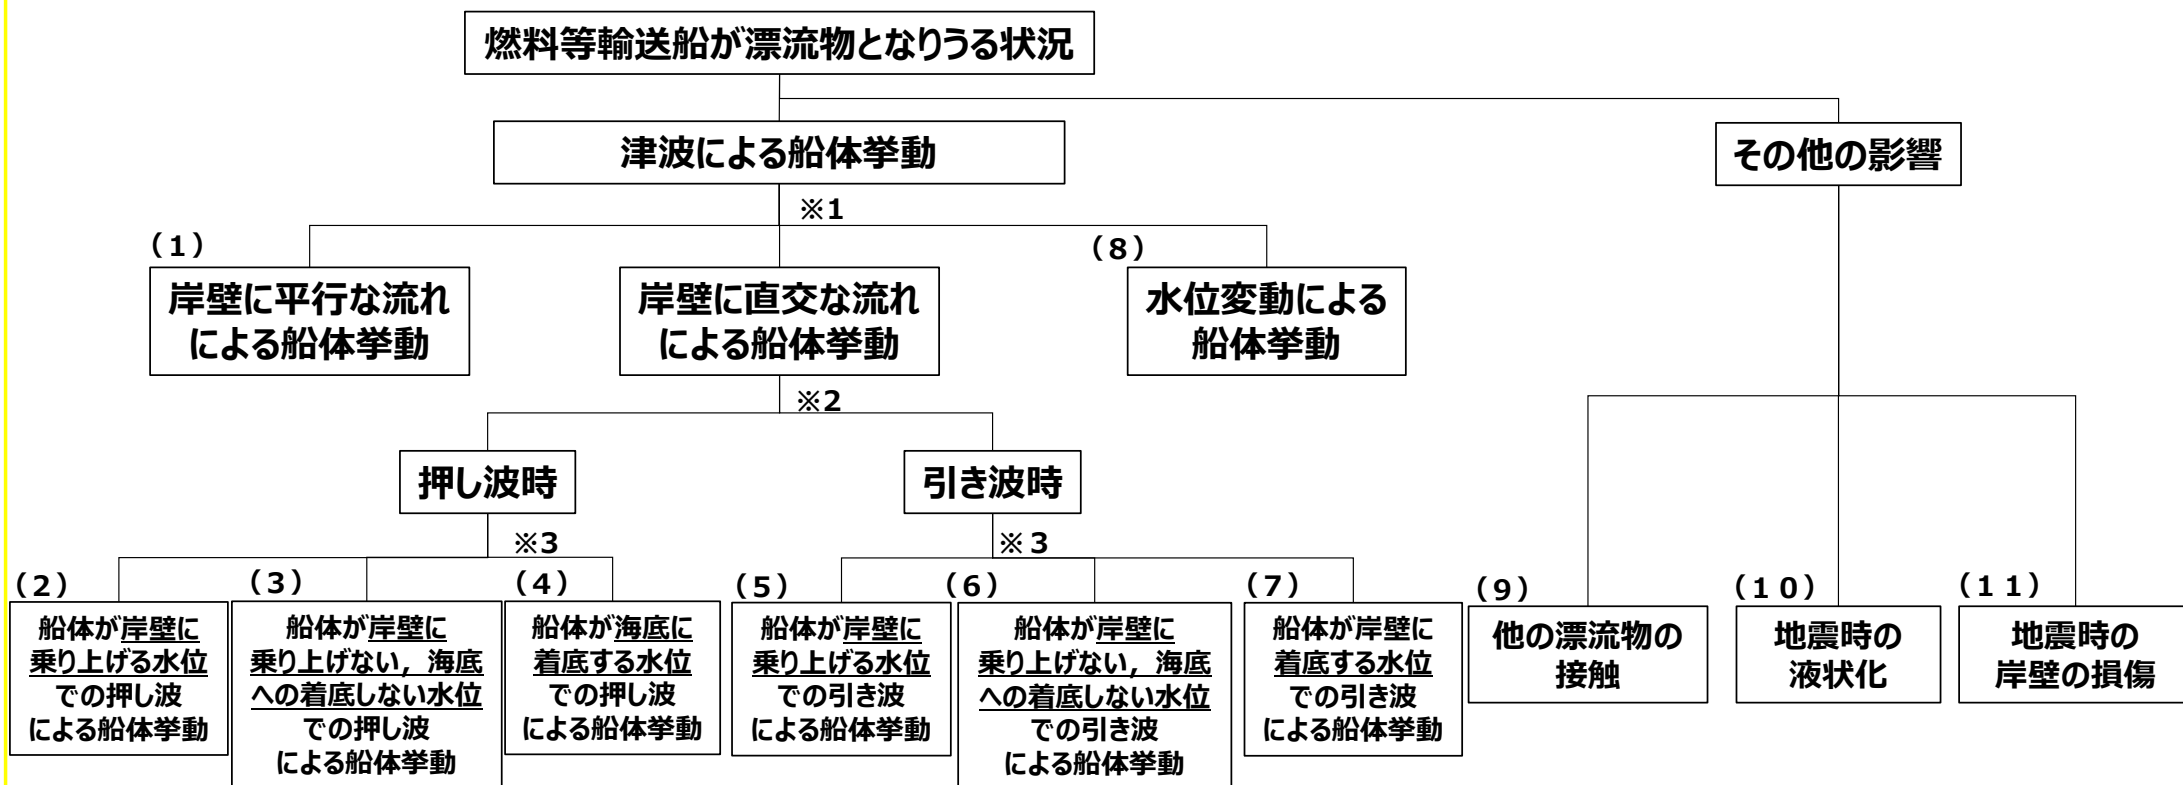 燃料等輸送船が漂流物となりうる状況
津波による船体挙動
その他の影響
※1
（1）
岸壁に平行な流れ
による船体挙動
岸壁に直交な流れ
による船体挙動
（8）
水位変動による
船体挙動
※2
押し波時
引き波時
※3
※３
（2）
船体が岸壁に
乗り上げる水位
での押し波
による船体挙動
（3）
船体が岸壁に
乗り上げない，海底
への着底しない水位
での押し波
による船体挙動
（4）
船体が海底に
着底する水位
での押し波
による船体挙動
（5）
船体が岸壁に
乗り上げる水位
での引き波
による船体挙動
（6）
船体が岸壁に
乗り上げない，海底
への着底しない水位
での引き波
による船体挙動
（7）
船体が岸壁に
着底する水位
での引き波
による船体挙動
（9）
他の漂流物の
接触
（１０）
地震時の
液状化
（１１）
地震時の
岸壁の損傷